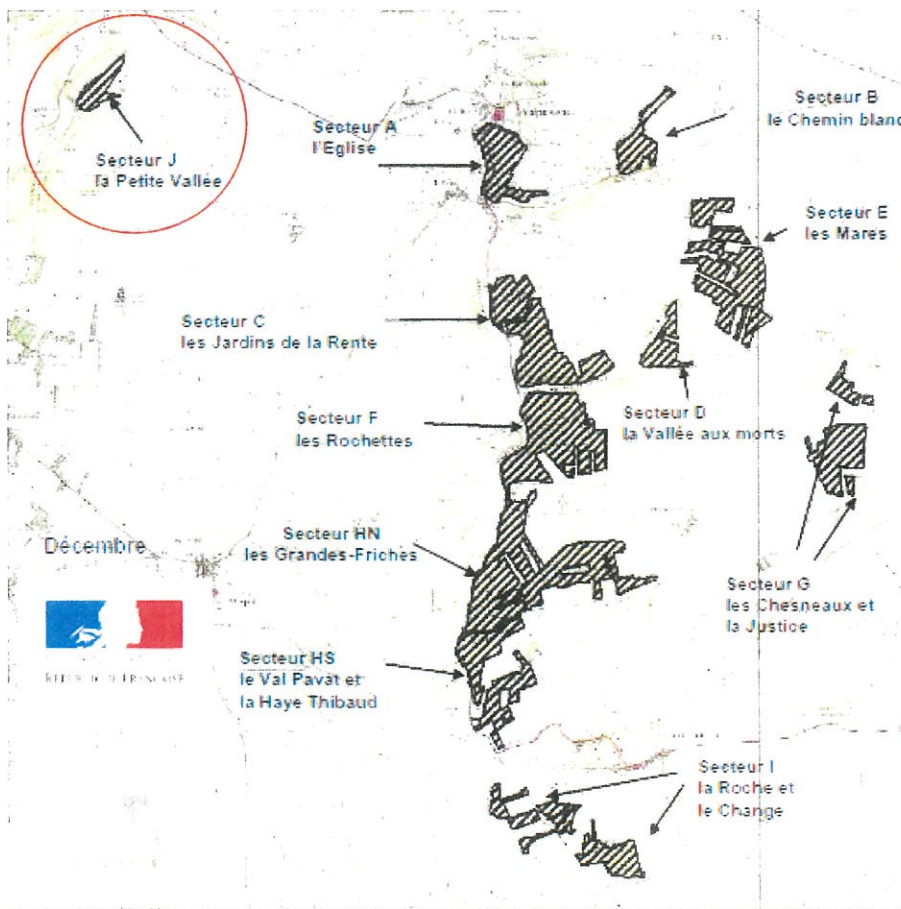 Secteur J
la Petite Vallée
Secteur A
l'Eglise
Secteur B
le Chemin blanc
Secteur E
les Mares
Secteur C
les Jardins de la Rente
Secteur D
la Vallée aux morts
Secteur F
les Rochettes
Secteur HN
les Grandes-Friches
Décembre
Secteur G
les Chesneaux et
la Justice
RÉPUBLIQUE FRANÇAISE
Secteur HS
le Val Pavat et
la Haye Thibaud
Secteur I
la Roche et
le Change